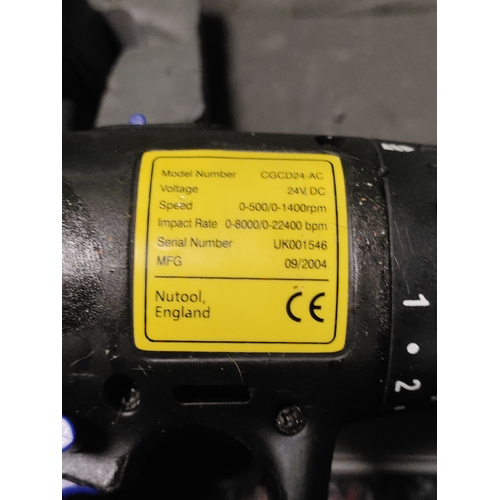 Model Number CGCD24-AC
Voltage 24V, DC
Speed 0-500/0-1400rpm
Impact Rate 0-8000/0-22400 bpm
Serial Number UK001546
MFG 09/2004
Nutool,
England
CE
1
2